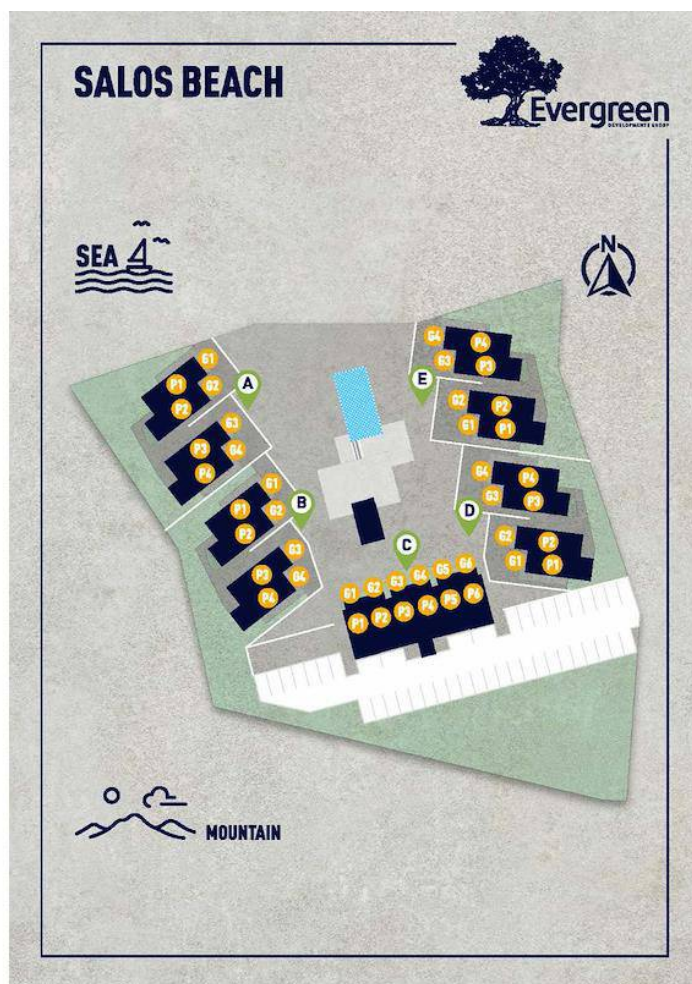 SALOS BEACH
Evergreen
DEVELOPMENTS GROUP
SEA
N
G1
P1
G2
A
P2
G3
P3
G4
P4
G4
P4
G3
P3
E
G2
P2
G1
P1
G1
P1
G2
B
P2
G3
P3
G4
P4
G4
P4
G3
P3
D
G2
P2
G1
P1
C
G1 G2 G3 G4 G5 G6
P1 P2 P3 P4 P5 P6
MOUNTAIN